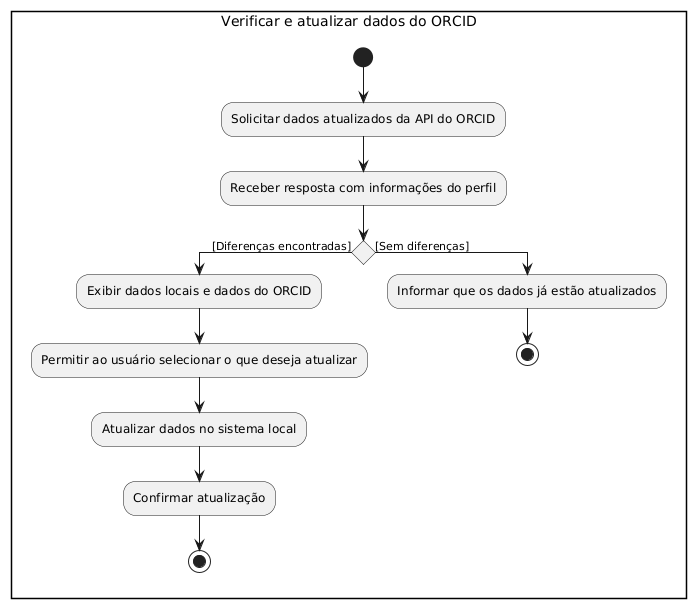 Verificar e atualizar dados do ORCID
Solicitar dados atualizados da API do ORCID
Receber resposta com informações do perfil
[Diferenças encontradas]
[Sem diferenças]
Exibir dados locais e dados do ORCID
Informar que os dados já estão atualizados
Permitir ao usuário selecionar o que deseja atualizar
Atualizar dados no sistema local
Confirmar atualização